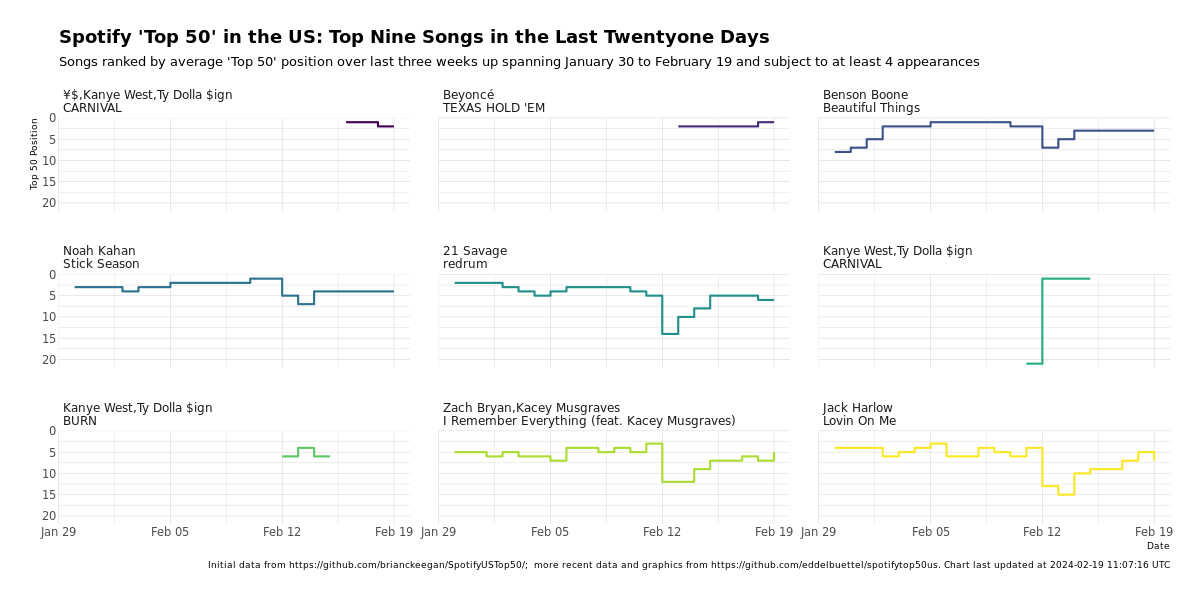 Spotify 'Top 50' in the US: Top Nine Songs in the Last Twentyone Days
Songs ranked by average 'Top 50' position over last three weeks up spanning January 30 to February 19 and subject to at least 4 appearances
¥$,Kanye West,Ty Dolla $ign
CARNIVAL
Beyoncé
TEXAS HOLD 'EM
Benson Boone
Beautiful Things
Top 50 Position
0
5
10
15
20
Noah Kahan
Stick Season
21 Savage
redrum
Kanye West,Ty Dolla $ign
CARNIVAL
0
5
10
15
20
Kanye West,Ty Dolla $ign
BURN
Zach Bryan,Kacey Musgraves
I Remember Everything (feat. Kacey Musgraves)
Jack Harlow
Lovin On Me
0
5
10
15
20
Jan 29 Feb 05 Feb 12 Feb 19 Jan 29 Feb 05 Feb 12 Feb 19 Jan 29 Feb 05 Feb 12 Feb 19
Date
Initial data from https://github.com/brianckeegan/SpotifyUSTop50/;  more recent data and graphics from https://github.com/eddelbuettel/spotifytop50us. Chart last updated at 2024-02-19 11:07:16 UTC